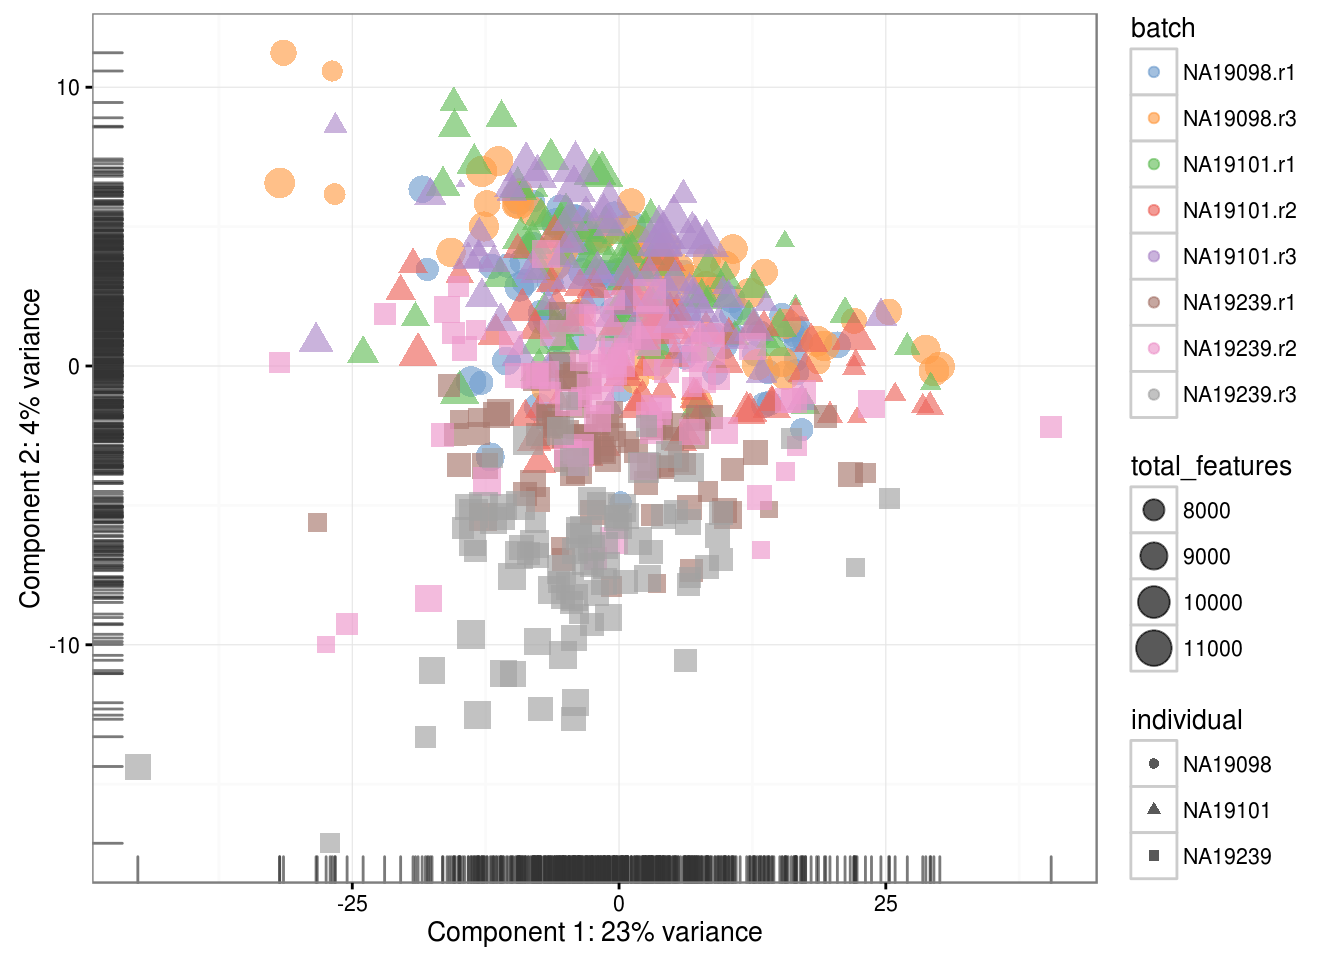 batch
NA19098.r1
NA19098.r3
NA19101.r1
NA19101.r2
NA19101.r3
NA19239.r1
NA19239.r2
NA19239.r3
total_features
8000
9000
10000
11000
individual
NA19098
NA19101
NA19239
Component 2: 4% variance
10
0
-10
-25
0
25
Component 1: 23% variance